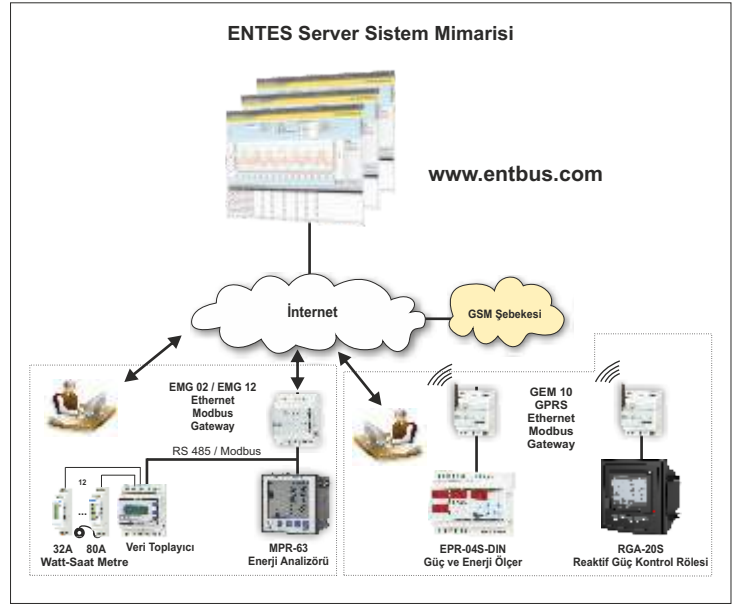 ENTES Server Sistem Mimarisi
www.entbus.com
İnternet
GSM Şebekesi
EMG 02 / EMG 12
Ethernet
Modbus
Gateway
RS 485 / Modbus
12
...
32A
80A
Watt-Saat Metre
Veri Toplayıcı
MPR-63
Enerji Analizörü
GEM 10
GPRS
Ethernet
Modbus
Gateway
EPR-04S-DIN
Güç ve Enerji Ölçer
RGA-20S
Reaktif Güç Kontrol Rölesi